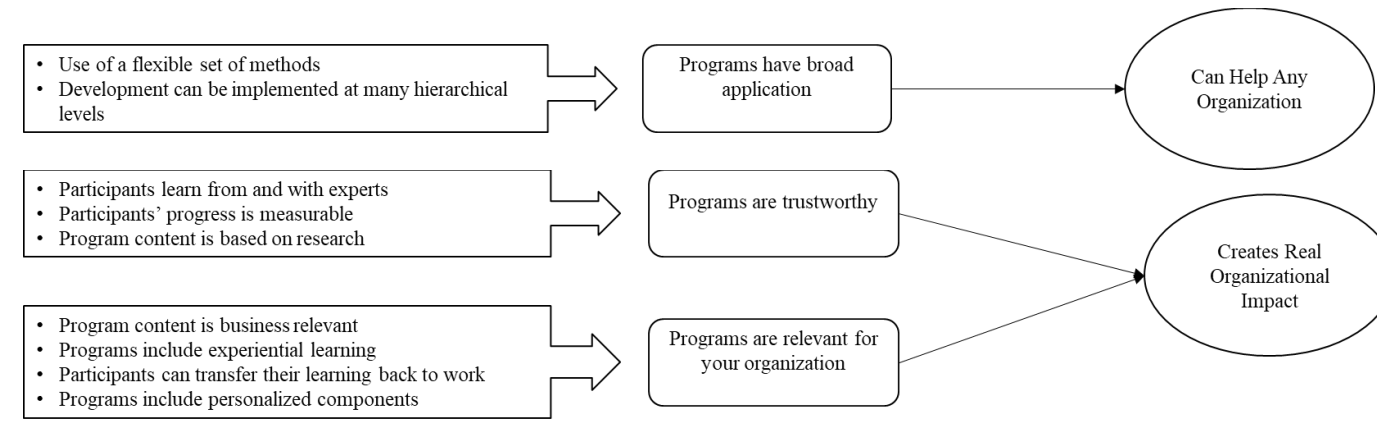 • Use of a flexible set of methods
• Development can be implemented at many hierarchical
levels
Programs have broad
application
Can Help Any
Organization
• Participants learn from and with experts
• Participants’ progress is measurable
• Program content is based on research
Programs are trustworthy
Creates Real
Organizational
Impact
• Program content is business relevant
• Programs include experiential learning
• Participants can transfer their learning back to work
• Programs include personalized components
Programs are relevant for
your organization